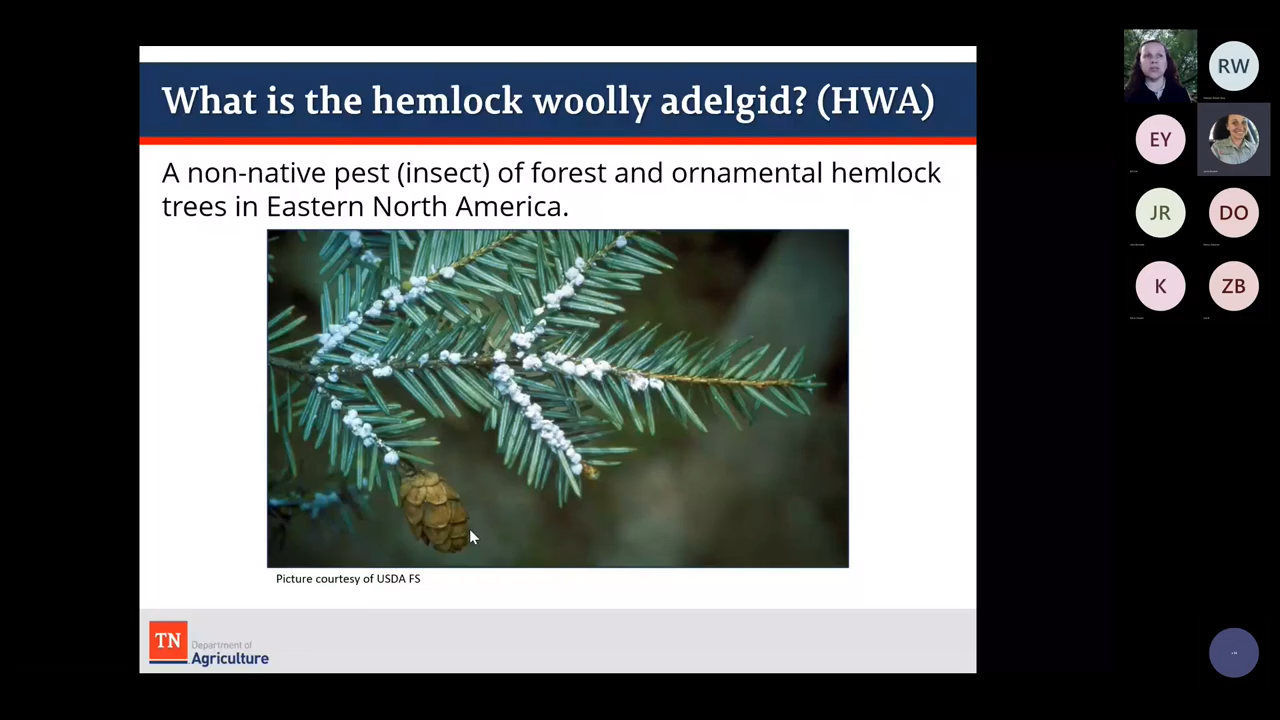 What is the hemlock woolly adelgid? (HWA)
A non-native pest (insect) of forest and ornamental hemlock
trees in Eastern North America.
Picture courtesy of USDA FS
TN
Department of
Agriculture
RW
EY
JR
DO
K
ZB